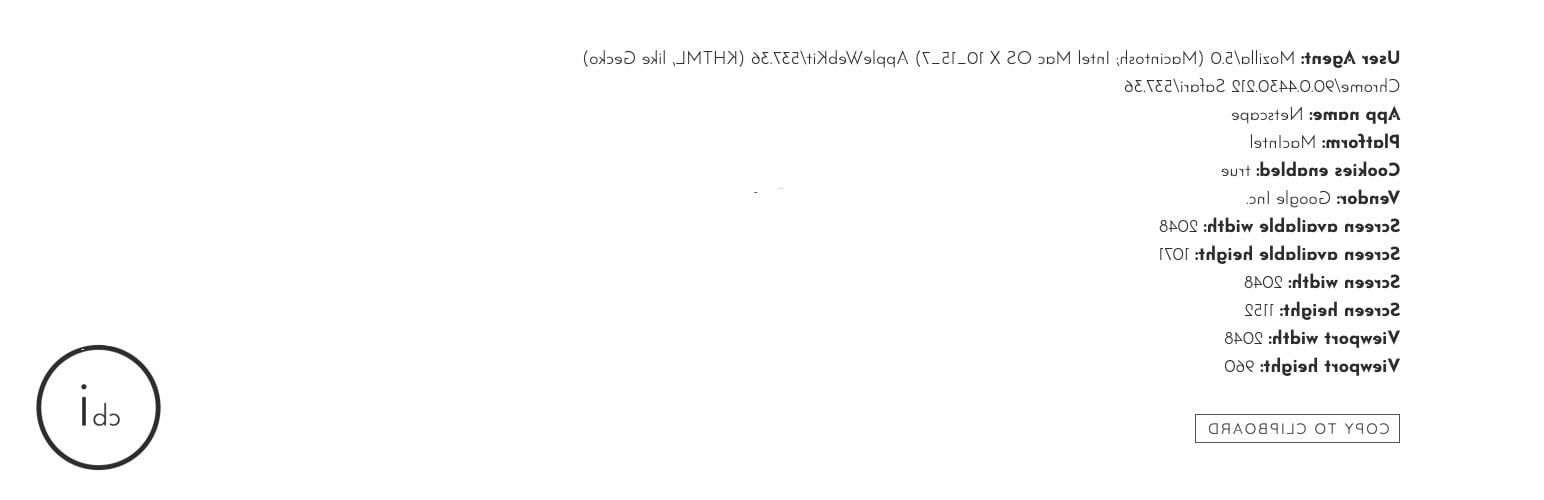 User Agent: Mozilla/5.0 (Macintosh; Intel Mac OS X 10_15_7) AppleWebKit/537.36 (KHTML, like Gecko)
Chrome/90.0.4430.212 Safari/537.36
App name: Netscape
Platform: MacIntel
Cookies enabled: true
Vendor: Google Inc.
Screen available width: 2048
Screen available height: 1071
Screen width: 2048
Screen height: 1152
Viewport width: 2048
Viewport height: 960
COPY TO CLIPBOARD
cbi